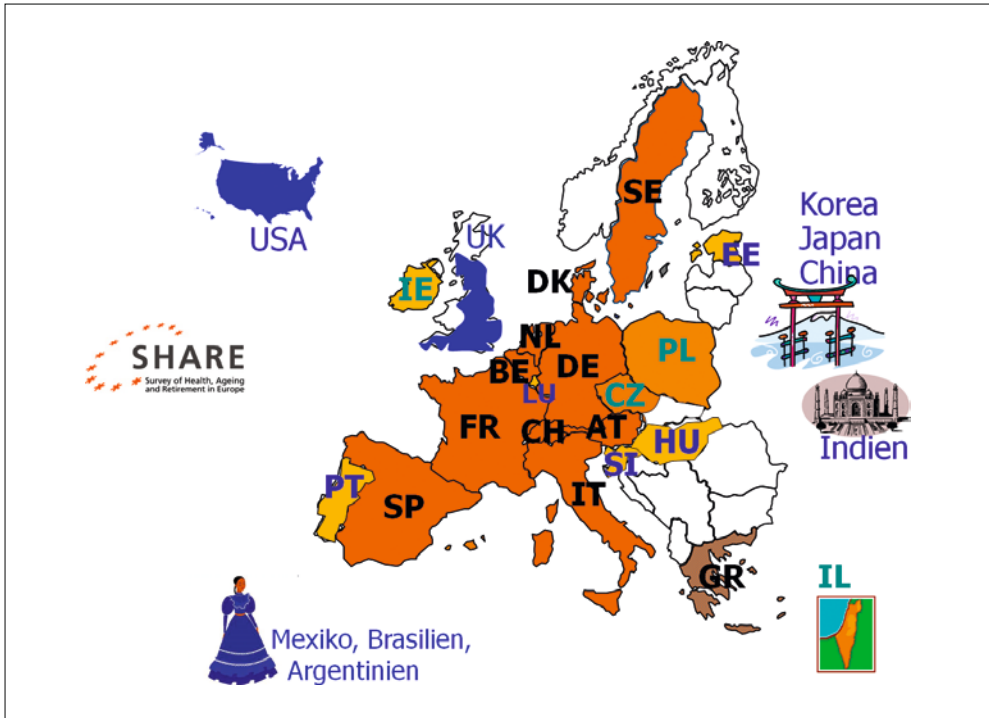 SE
Korea
Japan
China
USA
UK
EE
DK
IE
NL
PL
SHARE
Survey of Health, Ageing
and Retirement in Europe
BE
DE
LU
CZ
FR
CH
AT
HU
Indien
ŠI
PT
SP
IT
GR
IL
Mexiko, Brasilien,
Argentinien